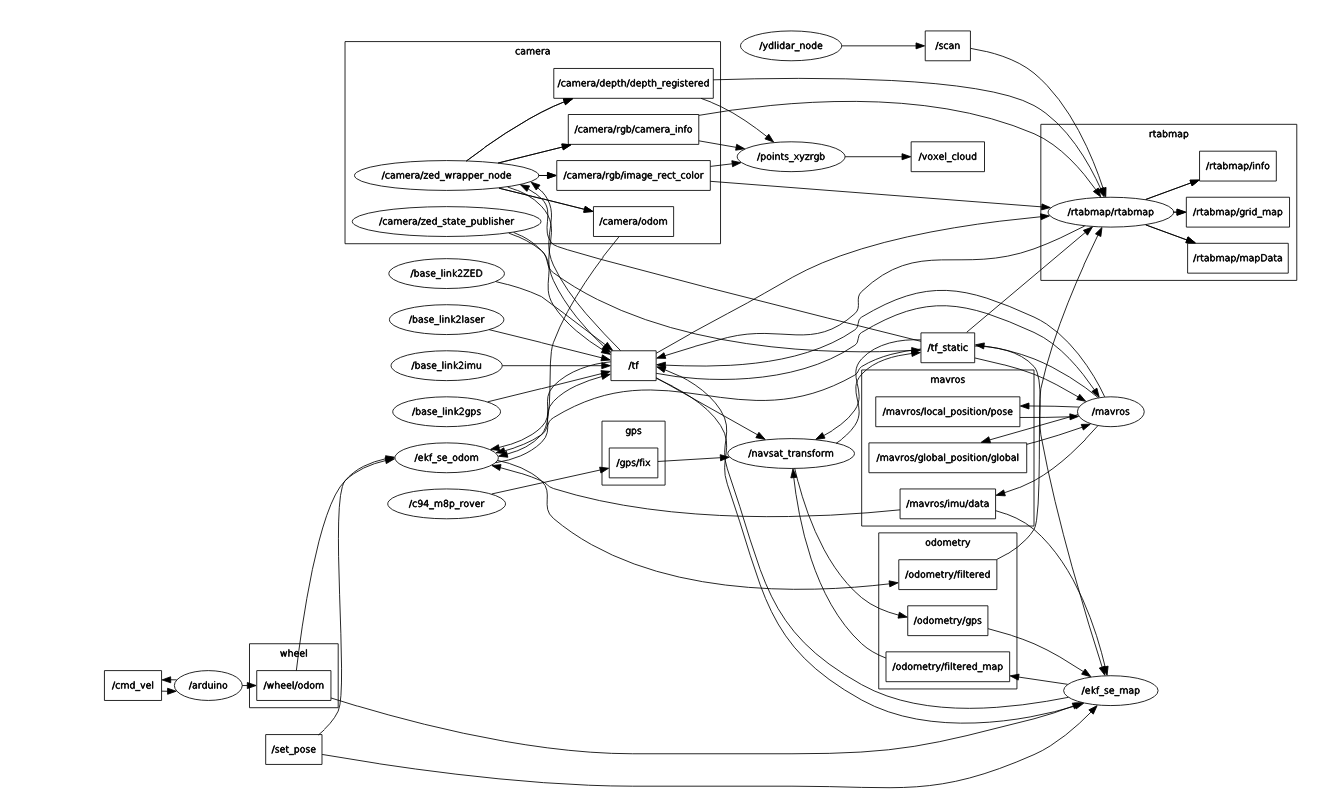 camera
/ydlidar_node
/scan
/camera/depth/depth_registered
/camera/rgb/camera_info
rtabmap
/points_xyzrgb
/voxel_cloud
/rtabmap/info
/camera/zed_wrapper_node
/camera/rgb/image_rect_color
/camera/zed_state_publisher
/camera/odom
/rtabmap/rtabmap
/rtabmap/grid_map
/rtabmap/mapData
/base_link2ZED
/base_link2laser
/base_link2imu
/tf
/tf_static
mavros
/base_link2gps
/mavros/local_position/pose
/mavros
gps
/ekf_se_odom
/gps/fix
/navsat_transform
/mavros/global_position/global
/c94_m8p_rover
/mavros/imu/data
odometry
/odometry/filtered
/odometry/gps
wheel
/odometry/filtered_map
/cmd_vel
/arduino
/wheel/odom
/ekf_se_map
/set_pose